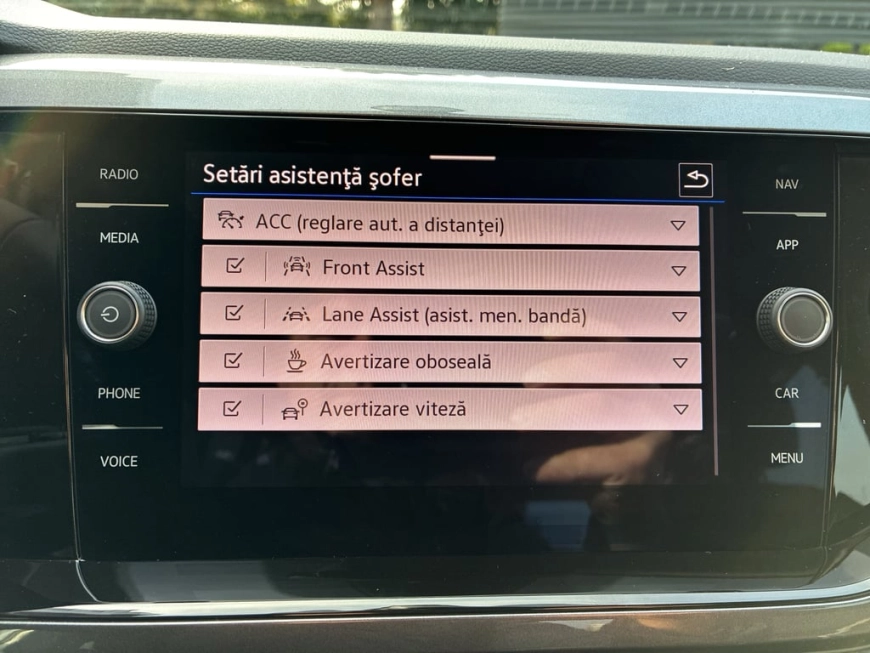 RADIO
MEDIA
PHONE
VOICE
Setări asistenţă şofer
ACC (reglare aut. a distanţei)
Front Assist
Lane Assist (asist. men. bandă)
Avertizare oboseală
Avertizare viteză
NAV
APP
CAR
MENU